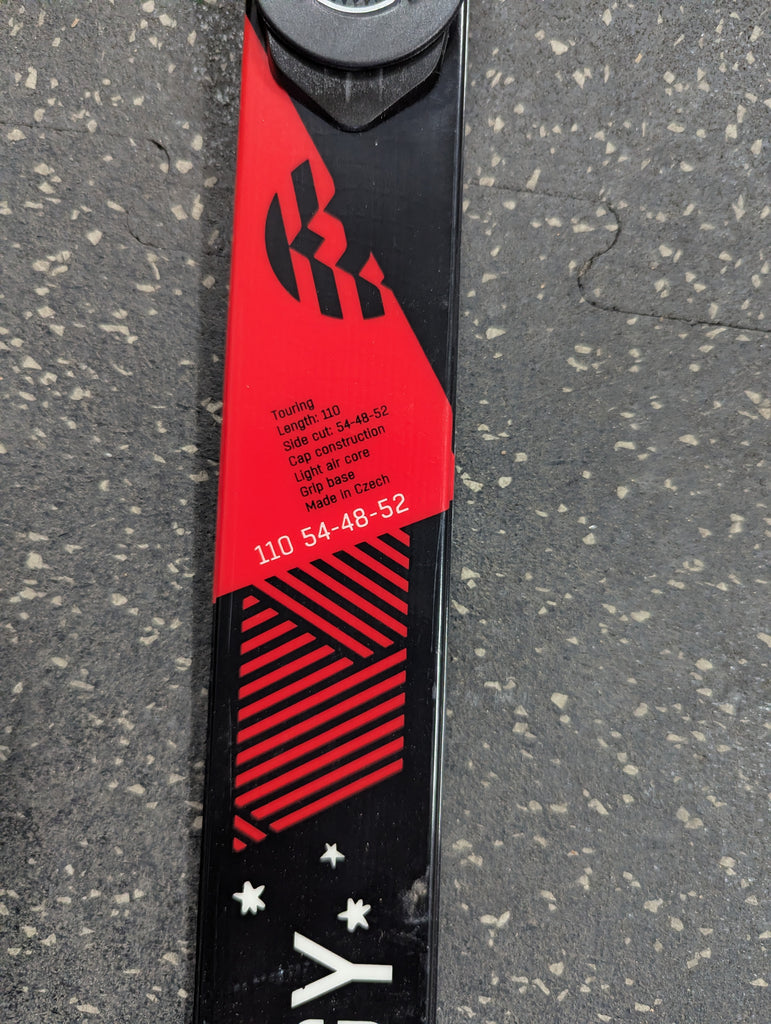 Touring
Length: 110
Side cut: 54-48-52
Cap construction
Light air core
Grip base
Made in Czech
110 54-48-52
GY